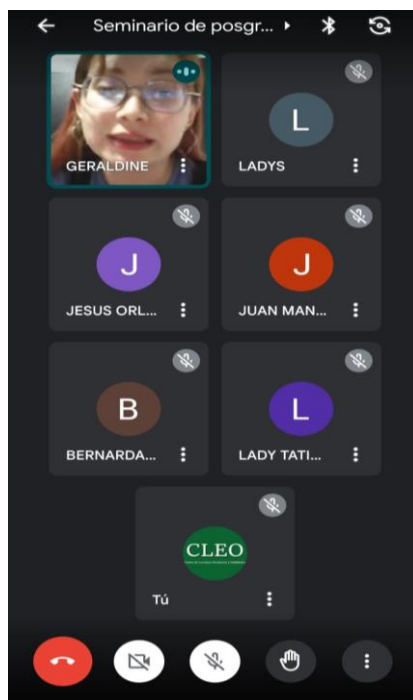 Seminario de posgr...
GERALDINE
L
LADYS
J
JESUS ORL...
J
JUAN MAN...
B
BERNARDA...
L
LADY TATI...
CLEO
Tú